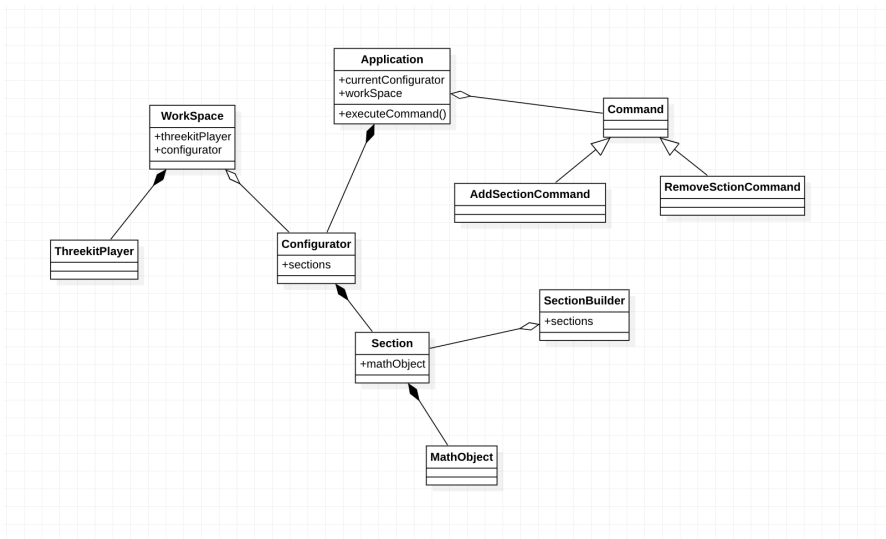 Application
+currentConfigurator
+workSpace
+executeCommand()
Command
WorkSpace
+threekitPlayer
+configurator
AddSectionCommand
RemoveSctionCommand
ThreekitPlayer
Configurator
+sections
SectionBuilder
+sections
Section
+mathObject
MathObject